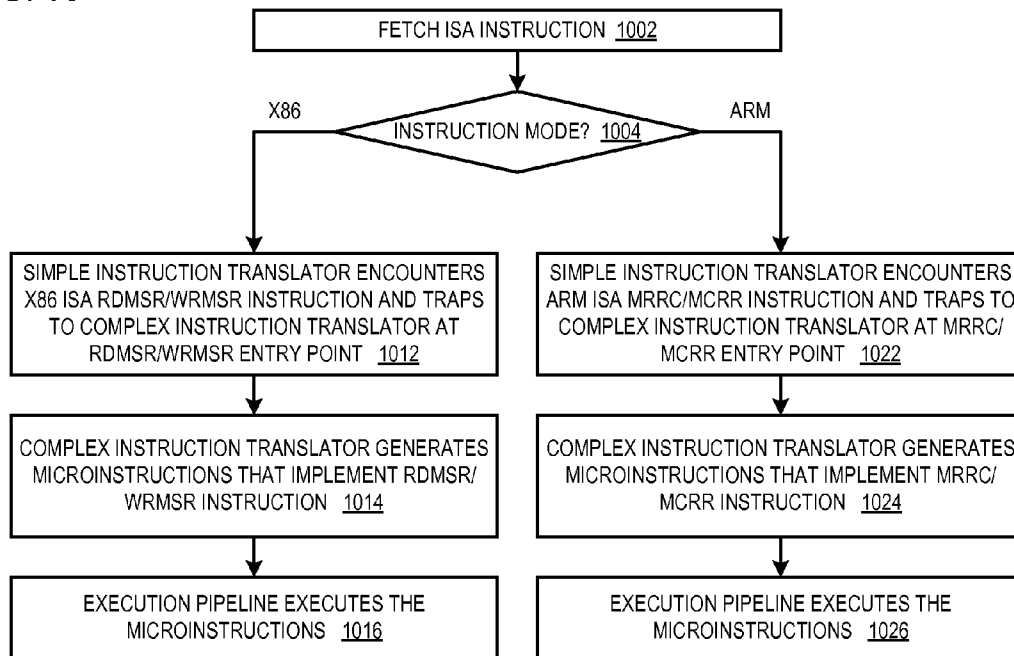 FETCH ISA INSTRUCTION 1002
X86
INSTRUCTION MODE? 1004
ARM
SIMPLE INSTRUCTION TRANSLATOR ENCOUNTERS
X86 ISA RDMSR/WRMSR INSTRUCTION AND TRAPS
TO COMPLEX INSTRUCTION TRANSLATOR AT
RDMSR/WRMSR ENTRY POINT 1012
SIMPLE INSTRUCTION TRANSLATOR ENCOUNTERS
ARM ISA MRRC/MCRR INSTRUCTION AND TRAPS TO
COMPLEX INSTRUCTION TRANSLATOR AT MRRC/
MCRR ENTRY POINT 1022
COMPLEX INSTRUCTION TRANSLATOR GENERATES
MICROINSTRUCTIONS THAT IMPLEMENT RDMSR/
WRMSR INSTRUCTION 1014
COMPLEX INSTRUCTION TRANSLATOR GENERATES
MICROINSTRUCTIONS THAT IMPLEMENT MRRC/
MCRR INSTRUCTION 1024
EXECUTION PIPELINE EXECUTES THE
MICROINSTRUCTIONS 1016
EXECUTION PIPELINE EXECUTES THE
MICROINSTRUCTIONS 1026